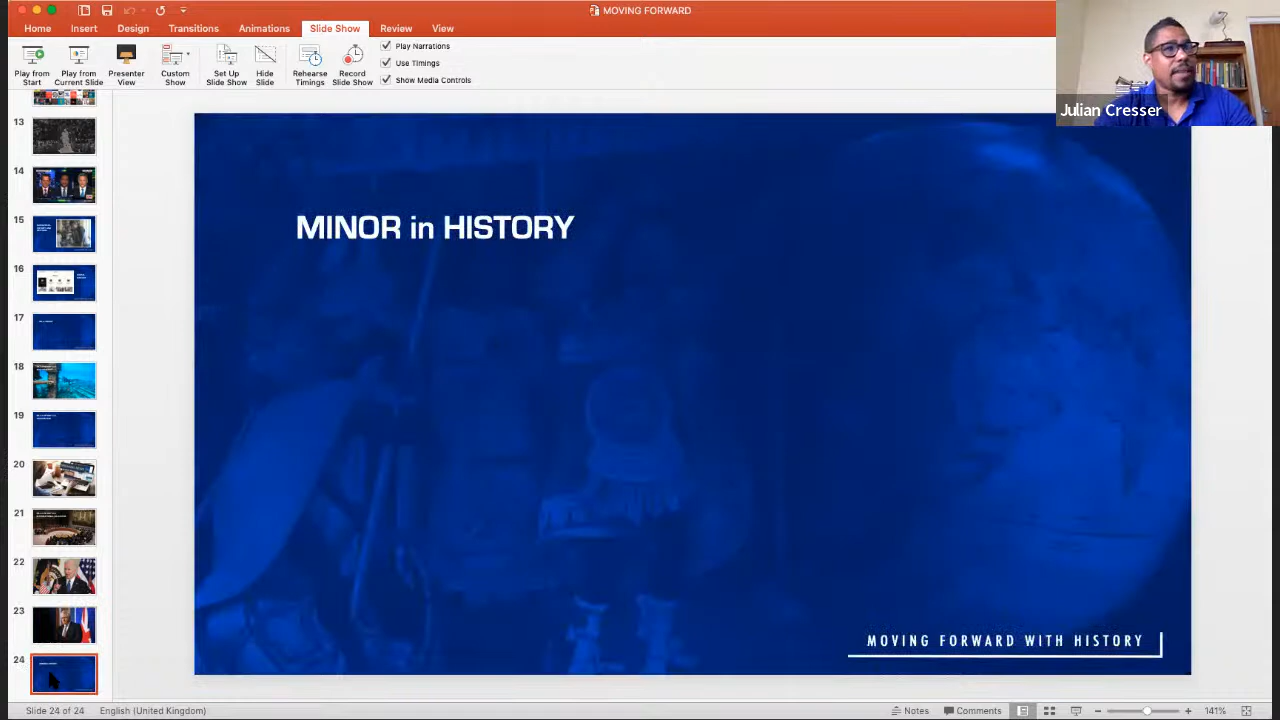 MOVING FORWARD
Home Insert Design Transitions Animations Slide Show Review View
Play from Start
Play from Current Slide
Presenter View
Custom Show
Set Up Slide Show
Hide Slide
Rehearse Timings
Record Slide Show
Play Narrations
Use Timings
Show Media Controls
Julian Cresser
13
14
15
16
17
18
19
20
21
22
23
24
MINOR in HISTORY
MOVING FORWARD WITH HISTORY
Slide 24 of 24 English (United Kingdom) Notes Comments 141%